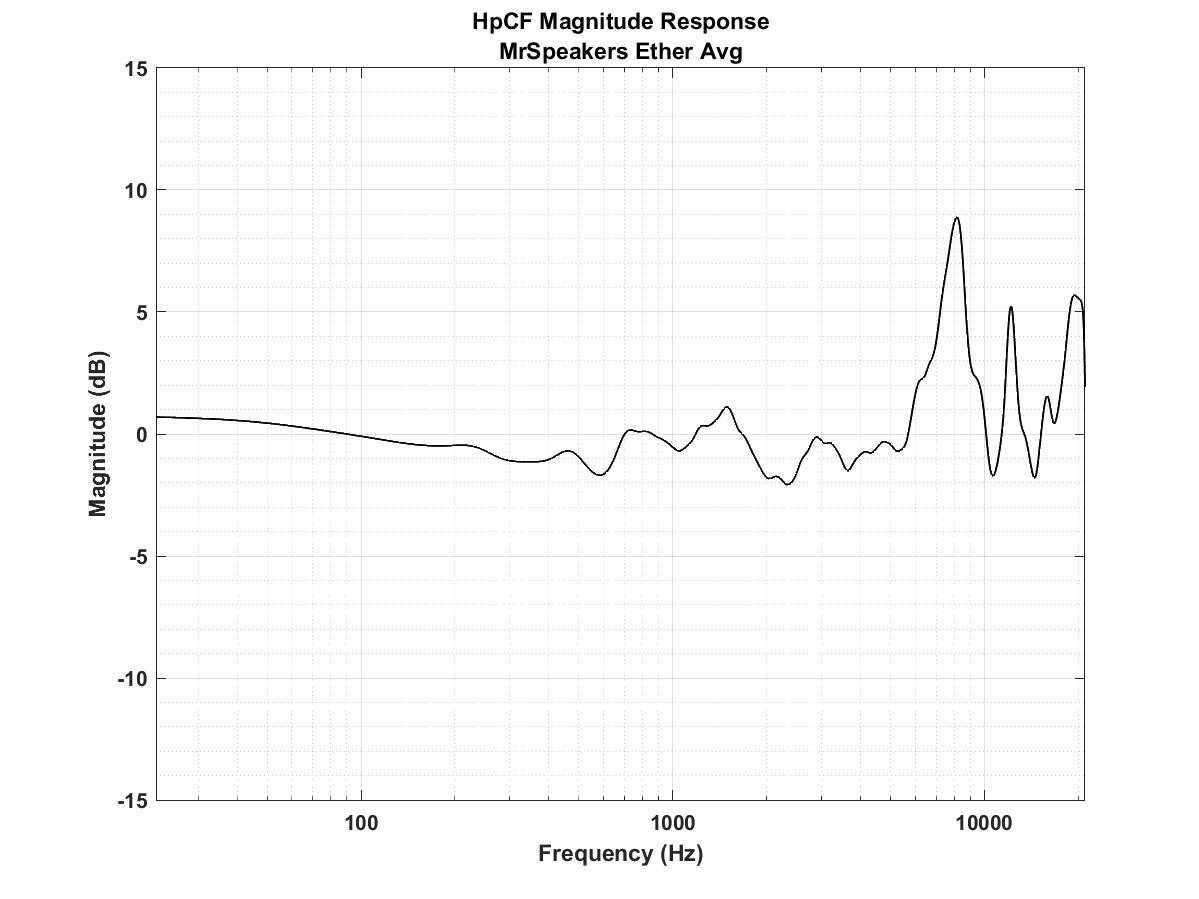 HpCF Magnitude Response
MrSpeakers Ether Avg
15
10
5
0
-5
-10
-15
Magnitude (dB)
100 1000 10000
Frequency (Hz)